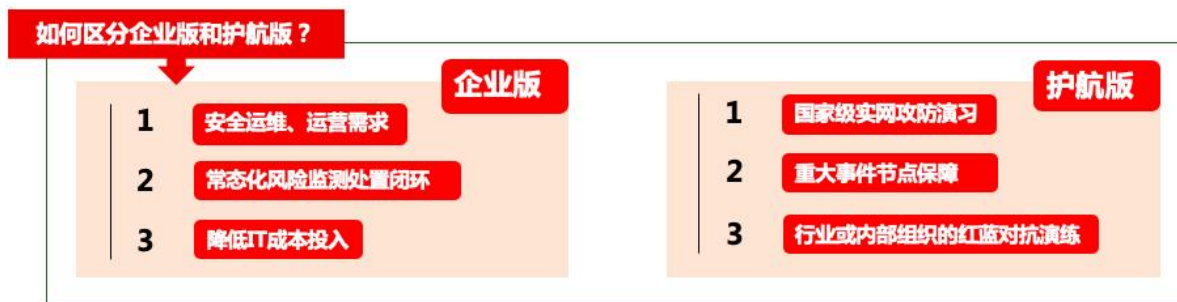 如何区分企业版和护航版?
企业版
1 安全运维、运营需求
2 常态化风险监测处置闭环
3 降低IT成本投入
护航版
1 国家级实网攻防演习
2 重大事件节点保障
3 行业或内部组织的红蓝对抗演练